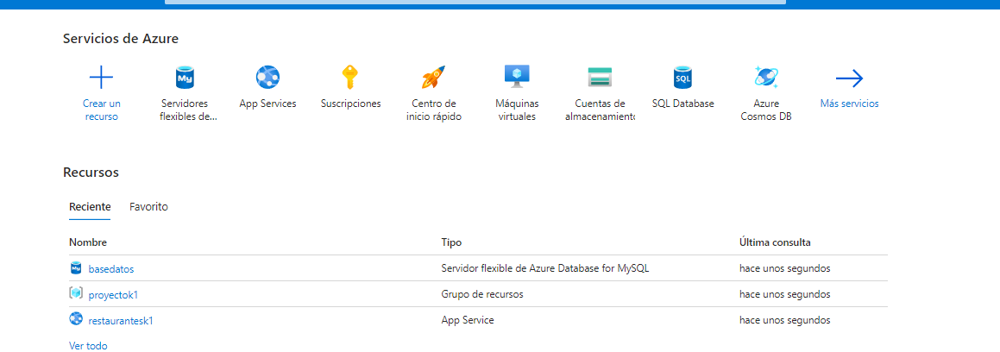 Servicios de Azure
Crear un recurso
Servidores flexibles de...
App Services
Suscripciones
Centro de inicio rápido
Máquinas virtuales
Cuentas de almacenamiento
SQL Database
Azure Cosmos DB
Más servicios
Recursos
Reciente Favorito
Nombre Tipo Última consulta
basedatos Servidor flexible de Azure Database for MySQL hace unos segundos
proyectok1 Grupo de recursos hace unos segundos
restaurantesk1 App Service hace unos segundos
Ver todo